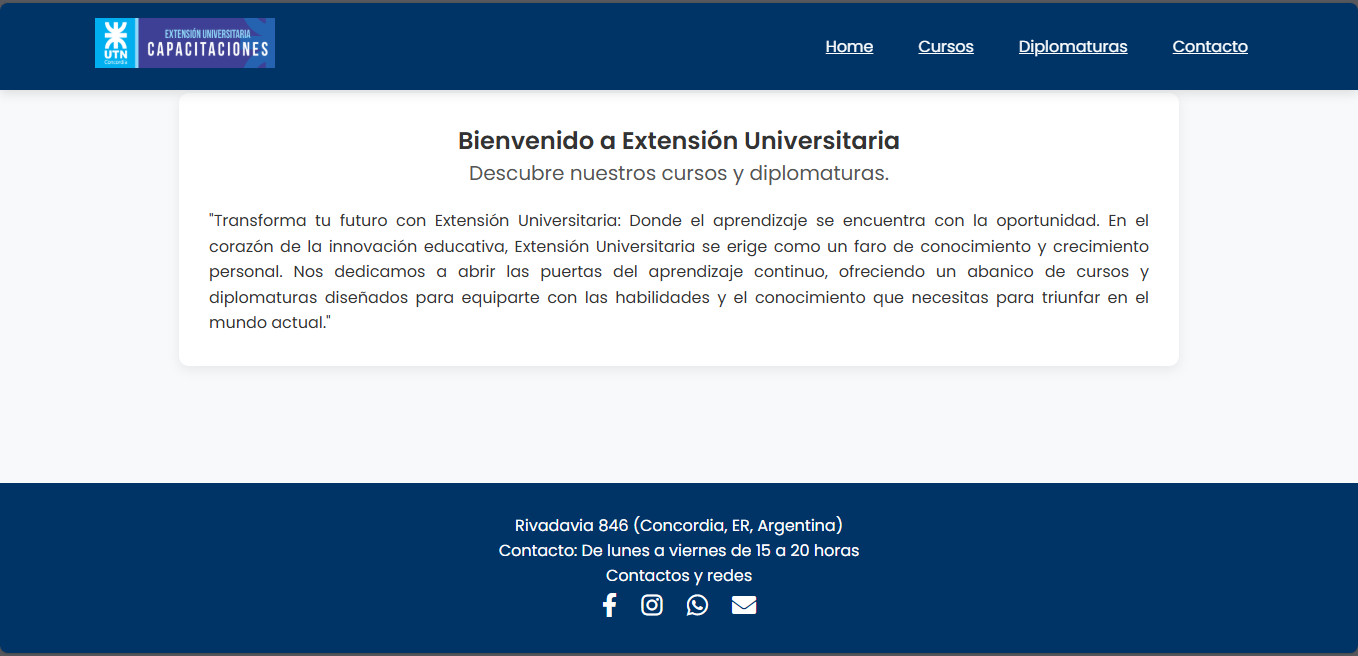 UTN
Concordia
EXTENSIÓN UNIVERSITARIA
CAPACITACIONES
Home Cursos Diplomaturas Contacto
Bienvenido a Extensión Universitaria
Descubre nuestros cursos y diplomaturas.
"Transforma tu futuro con Extensión Universitaria: Donde el aprendizaje se encuentra con la oportunidad. En el
corazón de la innovación educativa, Extensión Universitaria se erige como un faro de conocimiento y crecimiento
personal. Nos dedicamos a abrir las puertas del aprendizaje continuo, ofreciendo un abanico de cursos y
diplomaturas diseñados para equiparte con las habilidades y el conocimiento que necesitas para triunfar en el
mundo actual."
Rivadavia 846 (Concordia, ER, Argentina)
Contacto: De lunes a viernes de 15 a 20 horas
Contactos y redes